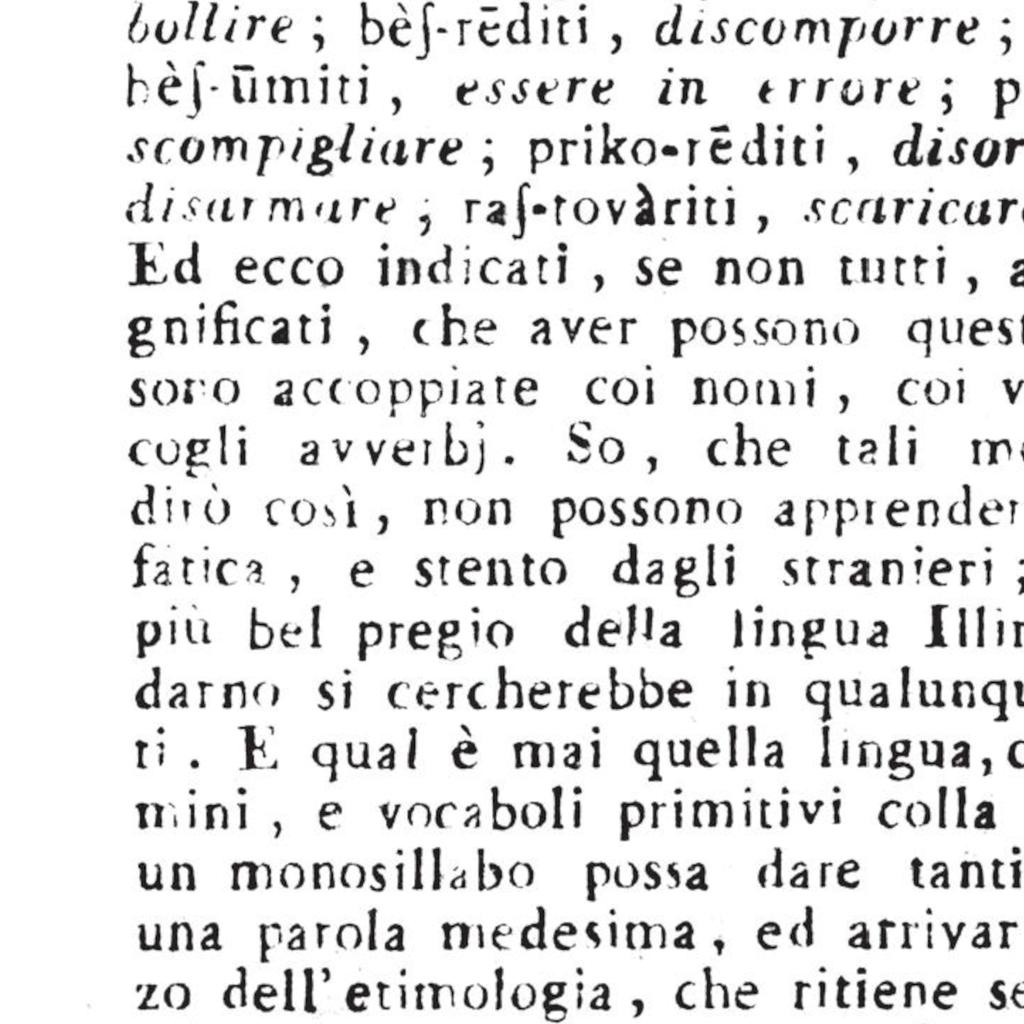 bollire ; bèſ-rēditi , discomporre ;
bèſ-ūmiti , essere in errore ; p
scompigliare ; priko-rēditi , disor
disarmare ; raſ-tovàriti , scaricar
Ed ecco indicati , se non tutti , a
gnificati , che aver possono quest
sono accoppiate coi nomi , coi v
cogli avverbj . So , che tali m
dirò così , non possono apprender
fatica , e stento dagli stranieri ;
più bel pregio della lingua Illir
darno si cercherebbe in qualunqu
ti . E qual è mai quella lingua, c
mini , e vocaboli primitivi colla
un monosillabo possa dare tanti
una parola medesima , ed arrivar
zo dell' etimologia , che ritiene se